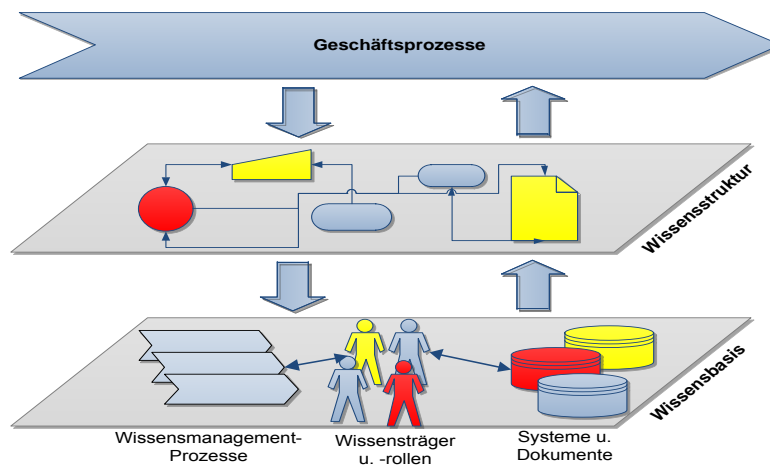 Geschäftsprozesse
Wissensstruktur
Wissensbasis
Wissensmanagement-
Prozesse
Wissensträger
u. -rollen
Systeme u.
Dokumente